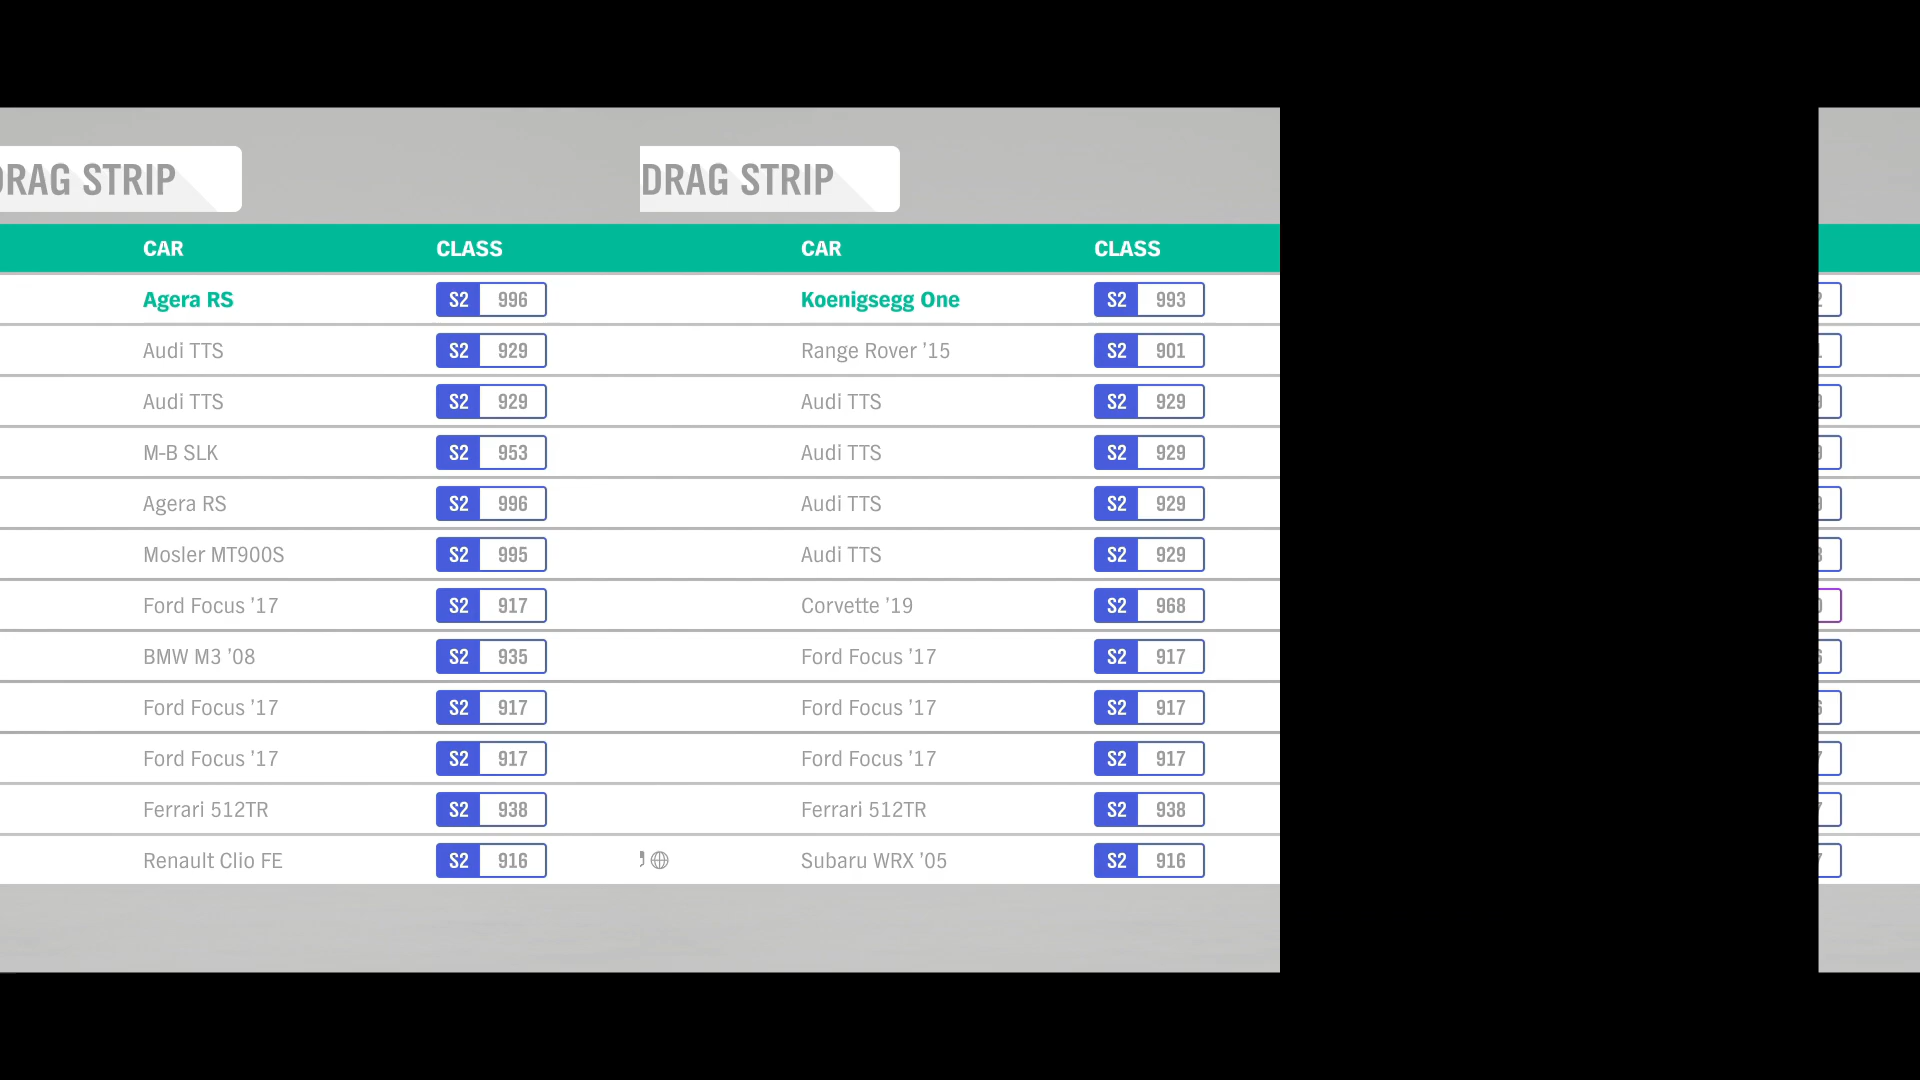 DRAG STRIP
CAR CLASS
Agera RS S2 996
Audi TTS S2 929
Audi TTS S2 929
M-B SLK S2 953
Agera RS S2 996
Mosler MT900S S2 995
Ford Focus ’17 S2 917
BMW M3 ’08 S2 935
Ford Focus ’17 S2 917
Ford Focus ’17 S2 917
Ferrari 512TR S2 938
Renault Clio FE S2 916
DRAG STRIP
CAR CLASS
Koenigsegg One S2 993
Range Rover ’15 S2 901
Audi TTS S2 929
Audi TTS S2 929
Audi TTS S2 929
Audi TTS S2 929
Corvette ’19 S2 968
Ford Focus ’17 S2 917
Ford Focus ’17 S2 917
Ford Focus ’17 S2 917
Ferrari 512TR S2 938
Subaru WRX ’05 S2 916